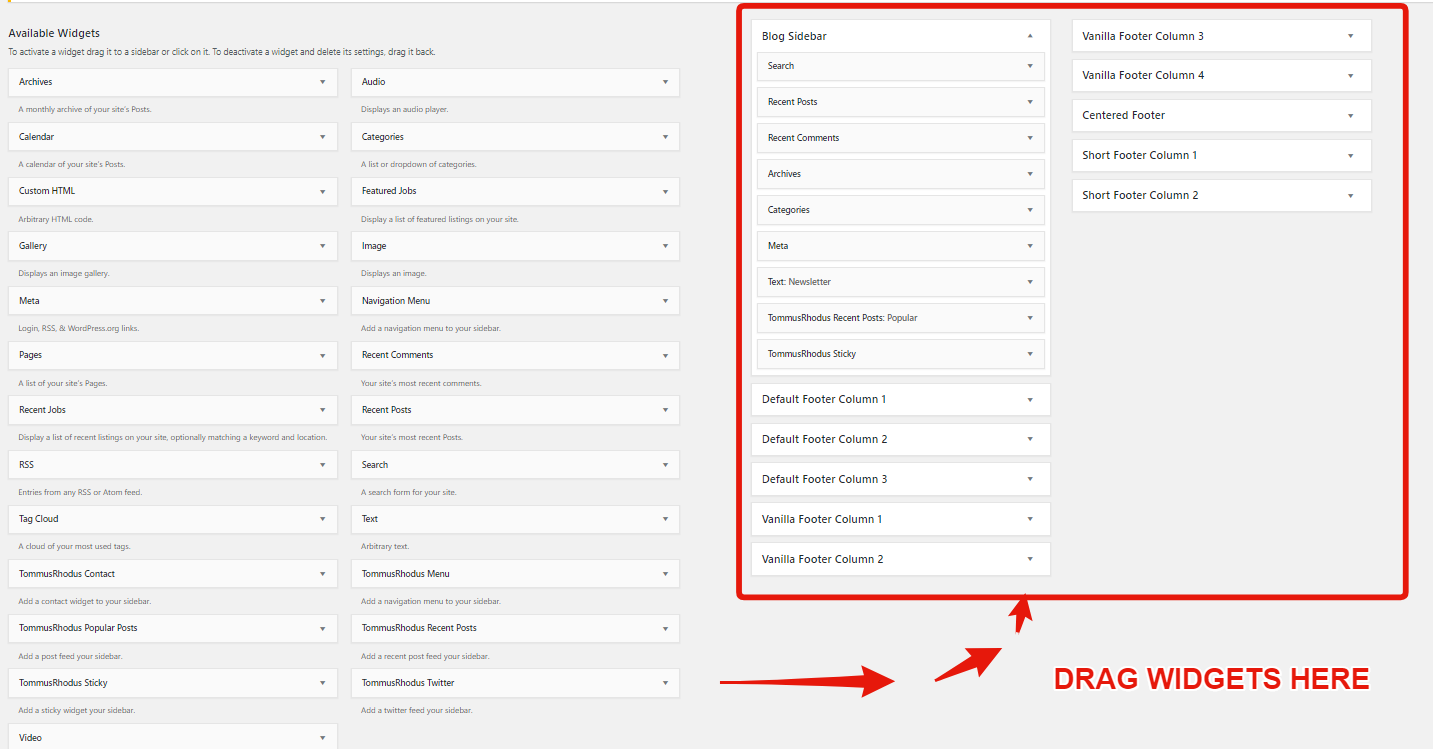 Available Widgets
To activate a widget drag it to a sidebar or click on it. To deactivate a widget and delete its settings, drag it back.
Archives
A monthly archive of your site's Posts.
Audio
Displays an audio player.
Calendar
A calendar of your site's Posts.
Categories
A list or dropdown of categories.
Custom HTML
Arbitrary HTML code.
Featured Jobs
Display a list of featured listings on your site.
Gallery
Displays an image gallery.
Image
Displays an image.
Meta
Login, RSS, & WordPress.org links.
Navigation Menu
Add a navigation menu to your sidebar.
Pages
A list of your site's Pages.
Recent Comments
Your site's most recent comments.
Recent Jobs
Display a list of recent listings on your site, optionally matching a keyword and location.
Recent Posts
Your site's most recent Posts.
RSS
Entries from any RSS or Atom feed.
Search
A search form for your site.
Tag Cloud
A cloud of your most used tags.
Text
Arbitrary text.
TommusRhodus Contact
Add a contact widget to your sidebar.
TommusRhodus Menu
Add a navigation menu to your sidebar.
TommusRhodus Popular Posts
Add a post feed your sidebar.
TommusRhodus Recent Posts
Add a recent post feed your sidebar.
TommusRhodus Sticky
Add a sticky widget your sidebar.
TommusRhodus Twitter
Add a twitter feed your sidebar.
Video
Blog Sidebar
Search
Recent Posts
Recent Comments
Archives
Categories
Meta
Text: Newsletter
TommusRhodus Recent Posts: Popular
TommusRhodus Sticky
Default Footer Column 1
Default Footer Column 2
Default Footer Column 3
Vanilla Footer Column 1
Vanilla Footer Column 2
Vanilla Footer Column 3
Vanilla Footer Column 4
Centered Footer
Short Footer Column 1
Short Footer Column 2
DRAG WIDGETS HERE